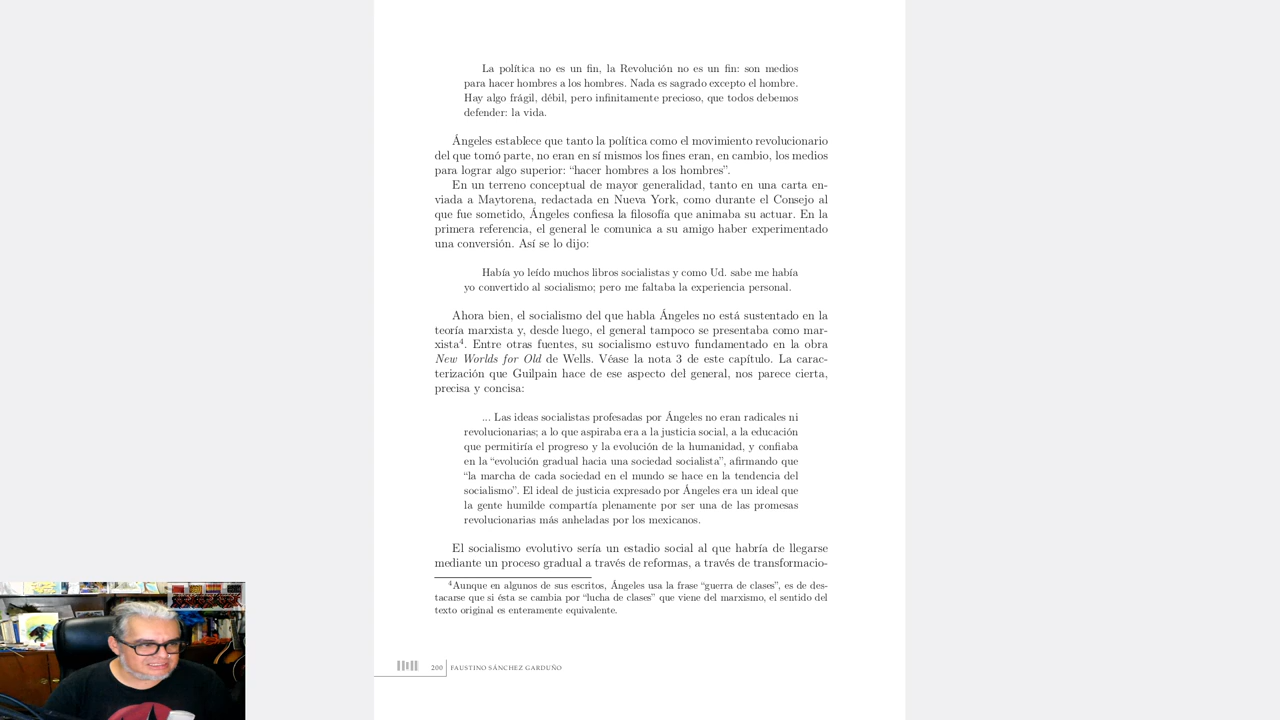 La política no es un fin, la Revolución no es un fin: son medios
para hacer hombres a los hombres. Nada es sagrado excepto el hombre.
Hay algo frágil, débil, pero infinitamente precioso, que todos debemos
defender: la vida.
Ángeles establece que tanto la política como el movimiento revolucionario
del que tomó parte, no eran en sí mismos los fines eran, en cambio, los medios
para lograr algo superior: “hacer hombres a los hombres”.
En un terreno conceptual de mayor generalidad, tanto en una carta en-
viada a Maytorena, redactada en Nueva York, como durante el Consejo al
que fue sometido, Ángeles confiesa la filosofía que animaba su actuar. En la
primera referencia, el general le comunica a su amigo haber experimentado
una conversión. Así se lo dijo:
Había yo leído muchos libros socialistas y como Ud. sabe me había
yo convertido al socialismo; pero me faltaba la experiencia personal.
Ahora bien, el socialismo del que habla Ángeles no está sustentado en la
teoría marxista y, desde luego, el general tampoco se presentaba como mar-
xista⁴. Entre otras fuentes, su socialismo estuvo fundamentado en la obra
New Worlds for Old de Wells. Véase la nota 3 de este capítulo. La carac-
terización que Guilpain hace de ese aspecto del general, nos parece cierta,
precisa y concisa:
... Las ideas socialistas profesadas por Ángeles no eran radicales ni
revolucionarias; a lo que aspiraba era a la justicia social, a la educación
que permitiría el progreso y la evolución de la humanidad, y confiaba
en la “evolución gradual hacia una sociedad socialista”, afirmando que
“la marcha de cada sociedad en el mundo se hace en la tendencia del
socialismo”. El ideal de justicia expresado por Ángeles era un ideal que
la gente humilde compartía plenamente por ser una de las promesas
revolucionarias más anheladas por los mexicanos.
El socialismo evolutivo sería un estadio social al que habría de llegarse
mediante un proceso gradual a través de reformas, a través de transformacio-
⁴Aunque en algunos de sus escritos, Ángeles usa la frase “guerra de clases”, es de des-
tacarse que si ésta se cambia por “lucha de clases” que viene del marxismo, el sentido del
texto original es enteramente equivalente.
200 FAUSTINO SÁNCHEZ GARDUÑO